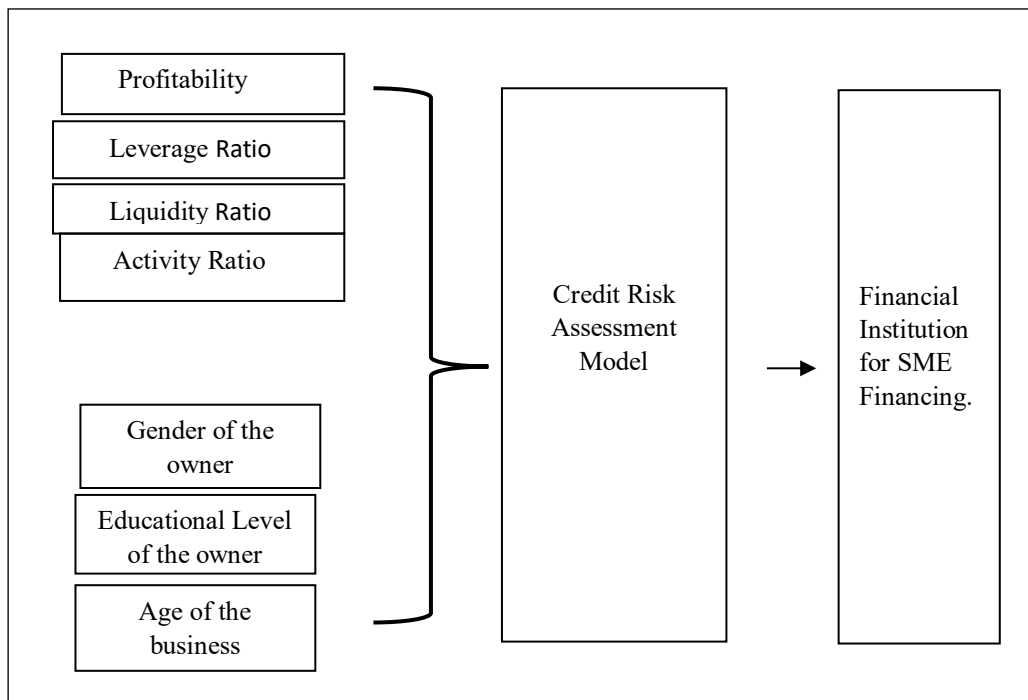 Profitability
Leverage Ratio
Liquidity Ratio
Activity Ratio
Gender of the
owner
Educational Level
of the owner
Age of the
business
Credit Risk
Assessment
Model
Financial
Institution
for SME
Financing.